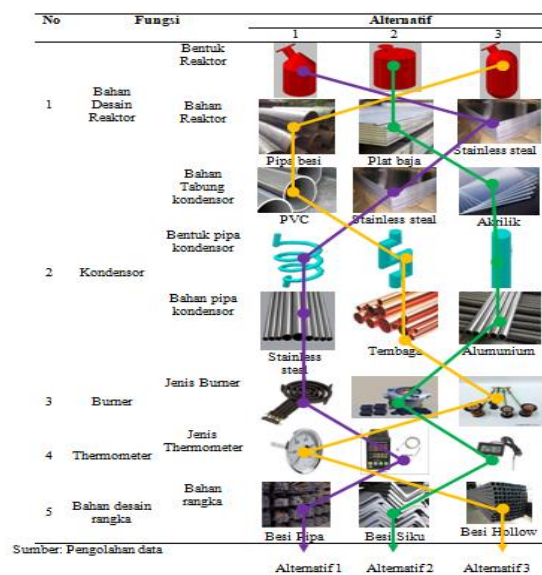 No Fungsi Alternatif
1 2 3
Bentuk
Reaktor
1 Bahan
Desain
Reaktor
Bahan
Reaktor
Pipa besi Plat baja Stainless steal
Bahan
Tabung
kondensor
PVC Stainless steal Akrilik
2 Kondensor
Bentuk pipa
kondensor
Bahan pipa
kondensor
Stainless
steel
Tembaga Alumunium
3 Burner Jenis Burner
4 Thermometer Jenis
Thermometer
5 Bahan desain
rangka
Bahan
rangka
Besi Pipa Besi Siku Besi Hollow
Sumber: Pengolahan data
Alternatif 1 Alternatif 2 Alternatif 3